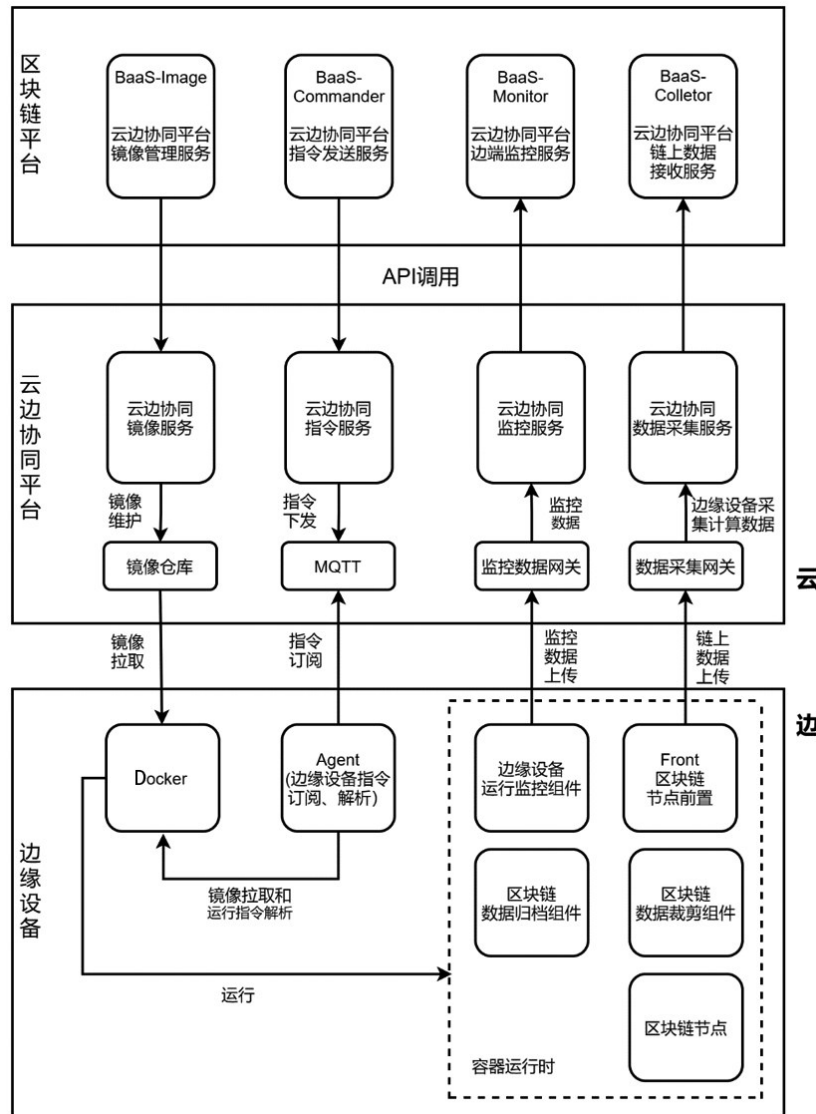 区块链平台
BaaS-Image
云边协同平台
镜像管理服务
BaaS-
Commander
云边协同平台
指令发送服务
BaaS-
Monitor
云边协同平台
边端监控服务
BaaS-
Colletor
云边协同平台
链上数据
接收服务
API调用
云边协同平台
云边协同
镜像服务
云边协同
指令服务
云边协同
监控服务
云边协同
数据采集服务
镜像
维护
指令
下发
监控
数据
边缘设备采
集计算数据
镜像仓库
MQTT
监控数据网关
数据采集网关
云
镜像
拉取
指令
订阅
监控
数据
上传
链上
数据
上传
边
边缘设备
Docker
Agent
(边缘设备指令
订阅、解析)
边缘设备
运行监控组件
Front
区块链
节点前置
镜像拉取和
运行指令解析
区块链
数据归档组件
区块链
数据裁剪组件
运行
区块链节点
容器运行时